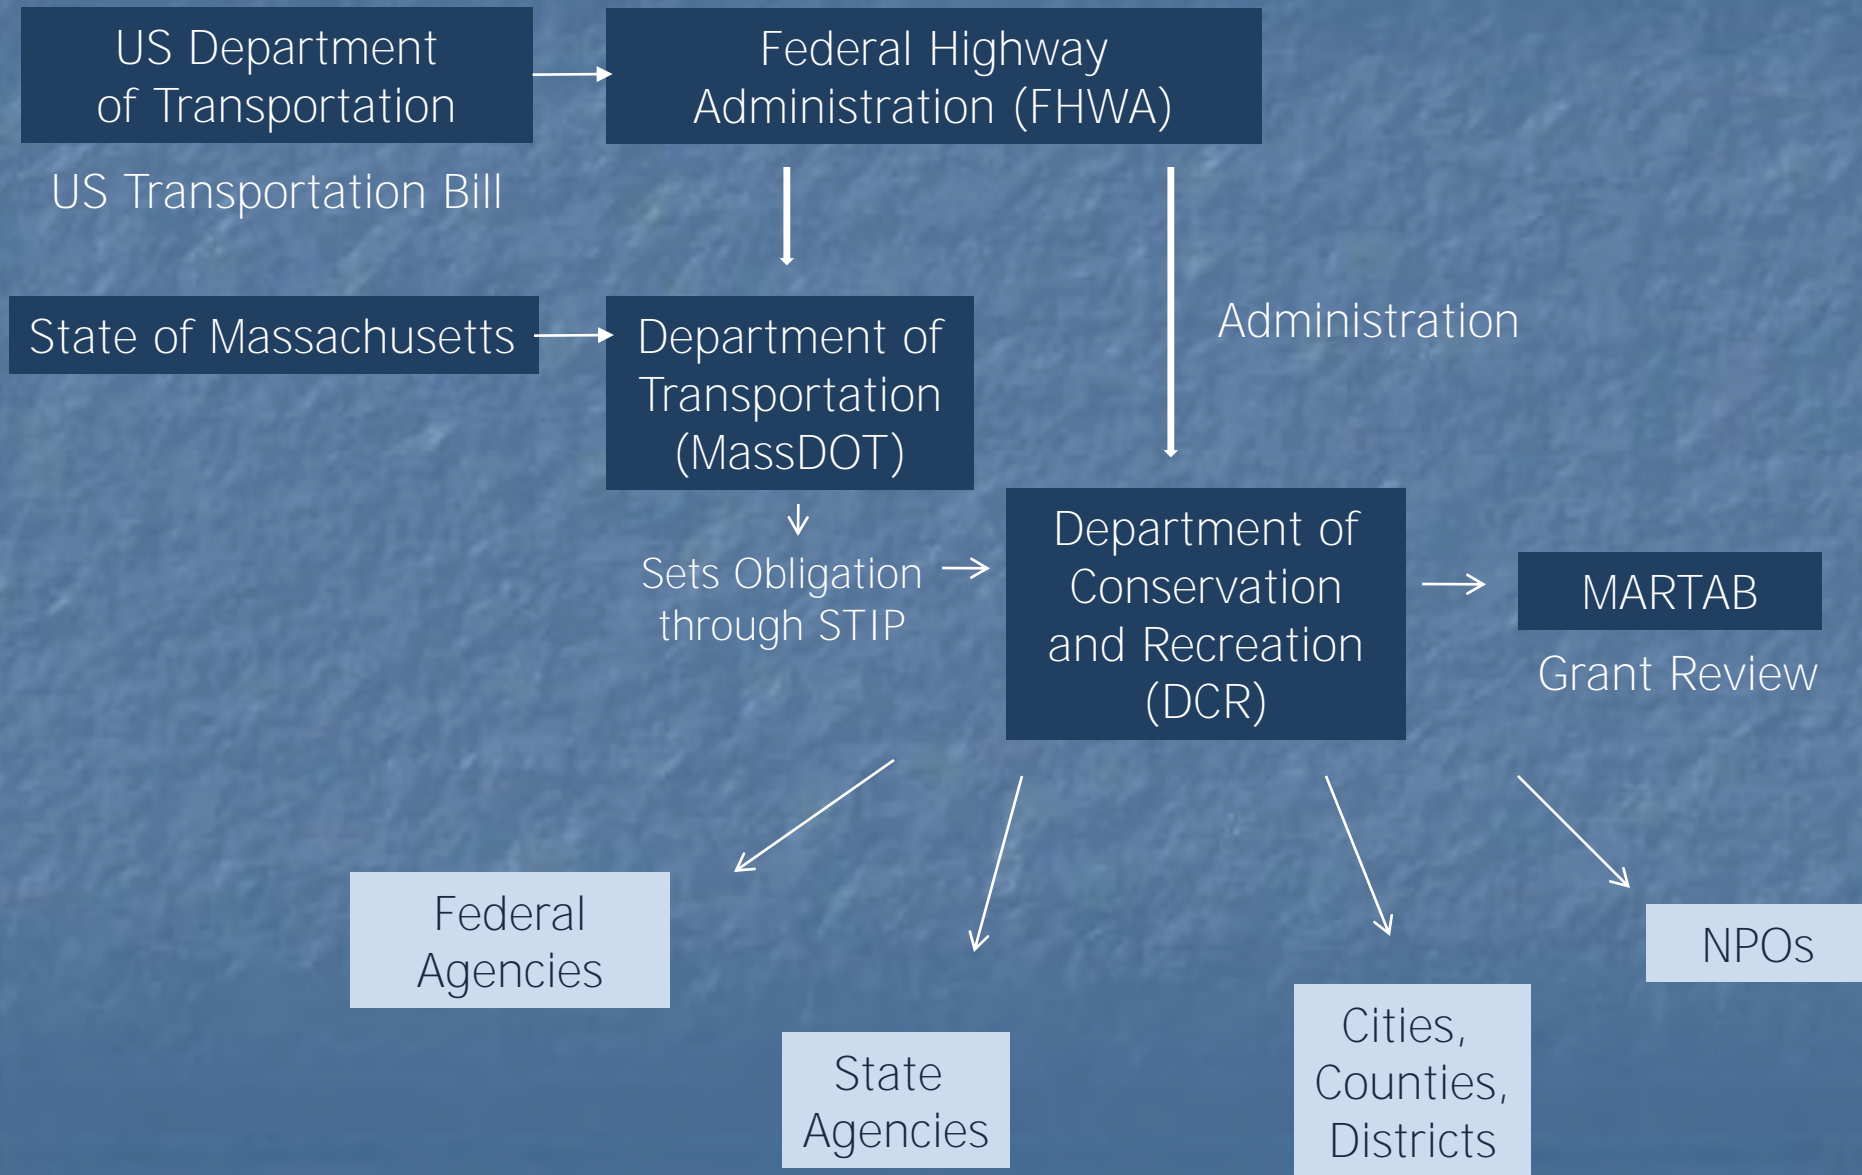 US Department
of Transportation
Federal Highway
Administration (FHWA)
US Transportation Bill
State of Massachusetts
Department of
Transportation
(MassDOT)
Administration
Sets Obligation
through STIP
Department of
Conservation
and Recreation
(DCR)
MARTAB
Grant Review
Federal
Agencies
State
Agencies
Cities,
Counties,
Districts
NPOs